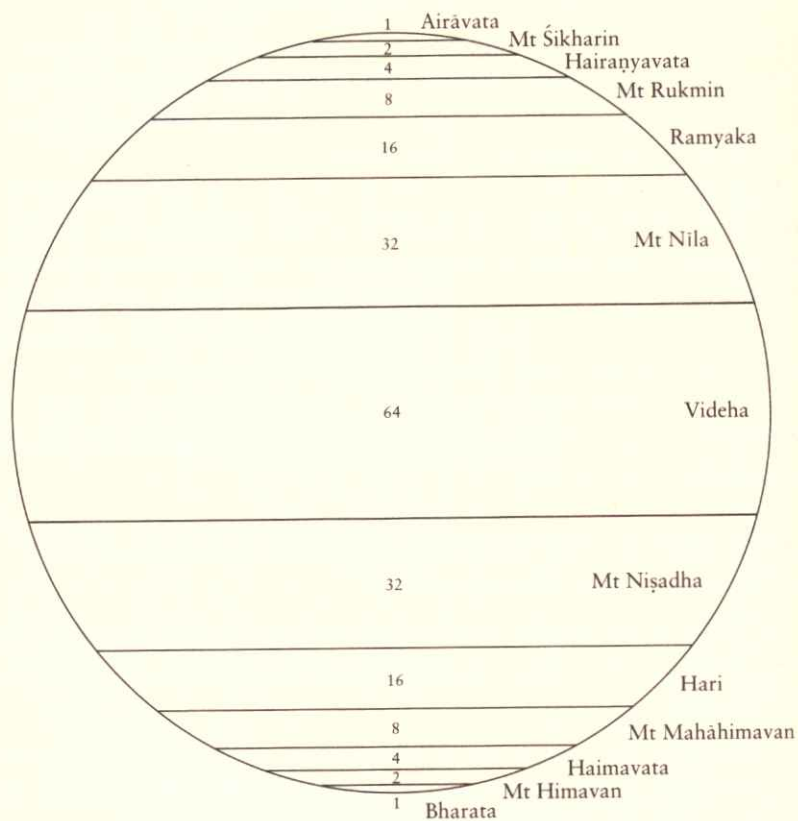 1 Airāvata
2 Mt Śikharin
4 Hairaṇyavata
8 Mt Rukmin
16 Ramyaka
32 Mt Nīla
64 Videha
32 Mt Niṣadha
16 Hari
8 Mt Mahāhimavan
4 Haimavata
2 Mt Himavan
1 Bharata